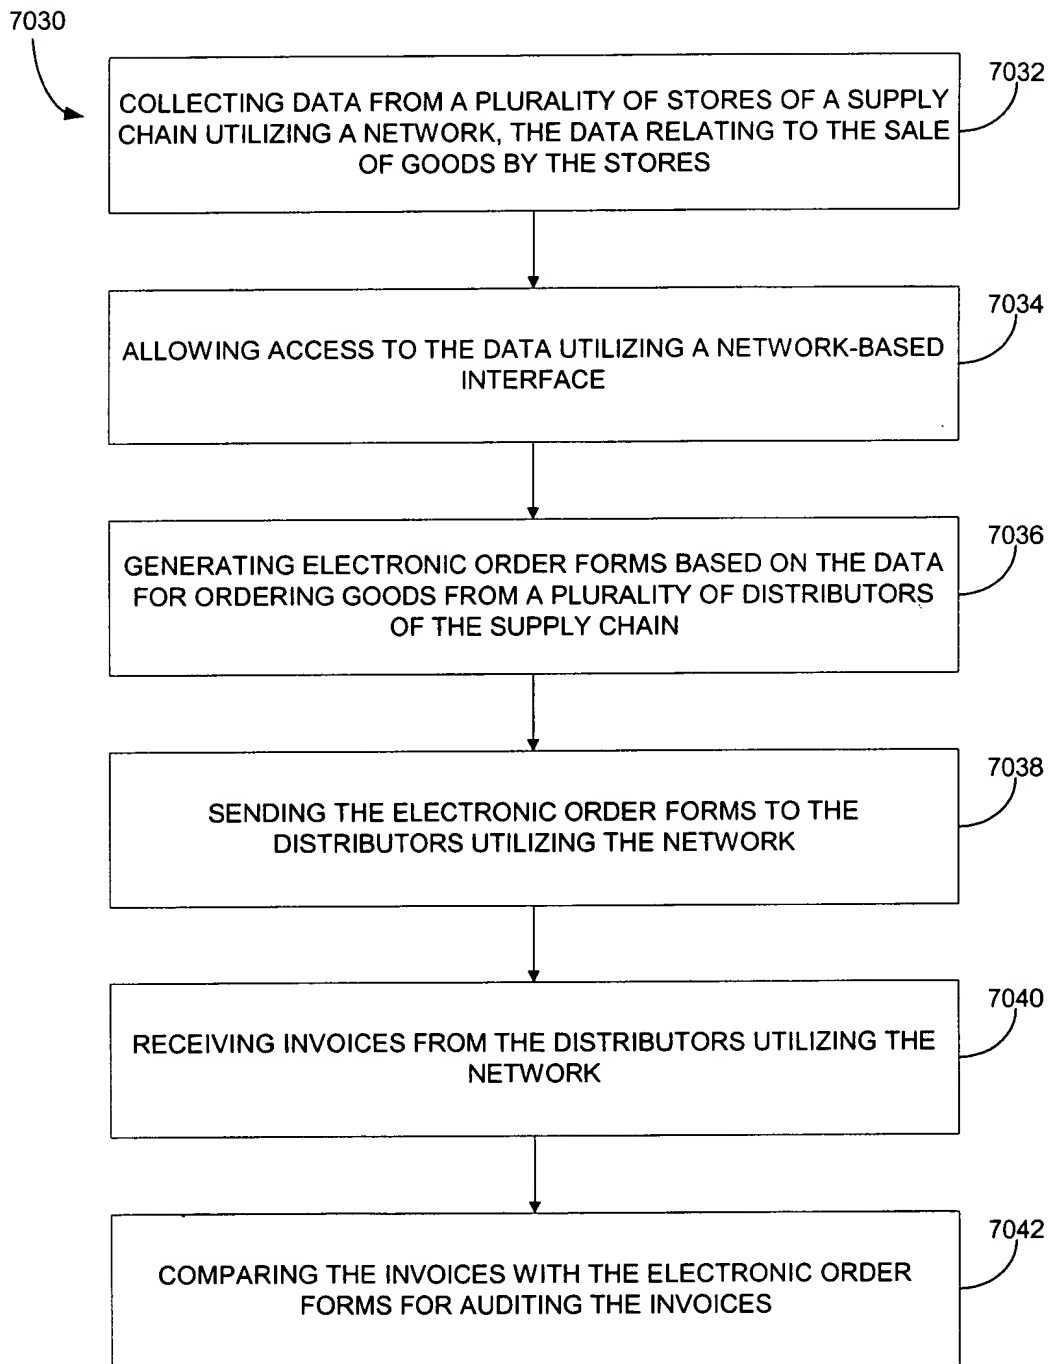 7030
7032
COLLECTING DATA FROM A PLURALITY OF STORES OF A SUPPLY
CHAIN UTILIZING A NETWORK, THE DATA RELATING TO THE SALE
OF GOODS BY THE STORES
7034
ALLOWING ACCESS TO THE DATA UTILIZING A NETWORK-BASED
INTERFACE
7036
GENERATING ELECTRONIC ORDER FORMS BASED ON THE DATA
FOR ORDERING GOODS FROM A PLURALITY OF DISTRIBUTORS
OF THE SUPPLY CHAIN
7038
SENDING THE ELECTRONIC ORDER FORMS TO THE
DISTRIBUTORS UTILIZING THE NETWORK
7040
RECEIVING INVOICES FROM THE DISTRIBUTORS UTILIZING THE
NETWORK
7042
COMPARING THE INVOICES WITH THE ELECTRONIC ORDER
FORMS FOR AUDITING THE INVOICES